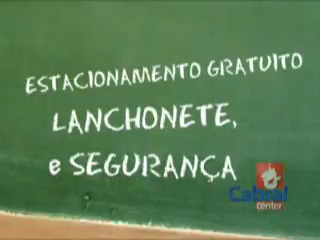 ESTACIONAMENTO GRATUITO
LANCHONETE,
e SEGURANÇA
Cabral
center